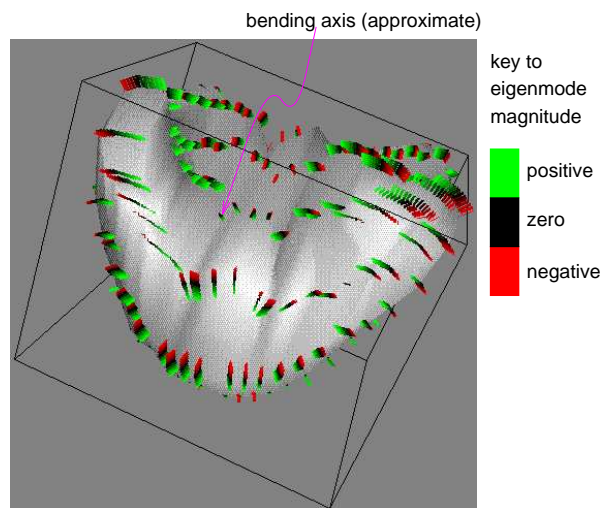 bending axis (approximate)
key to
eigenmode
magnitude
positive
zero
negative